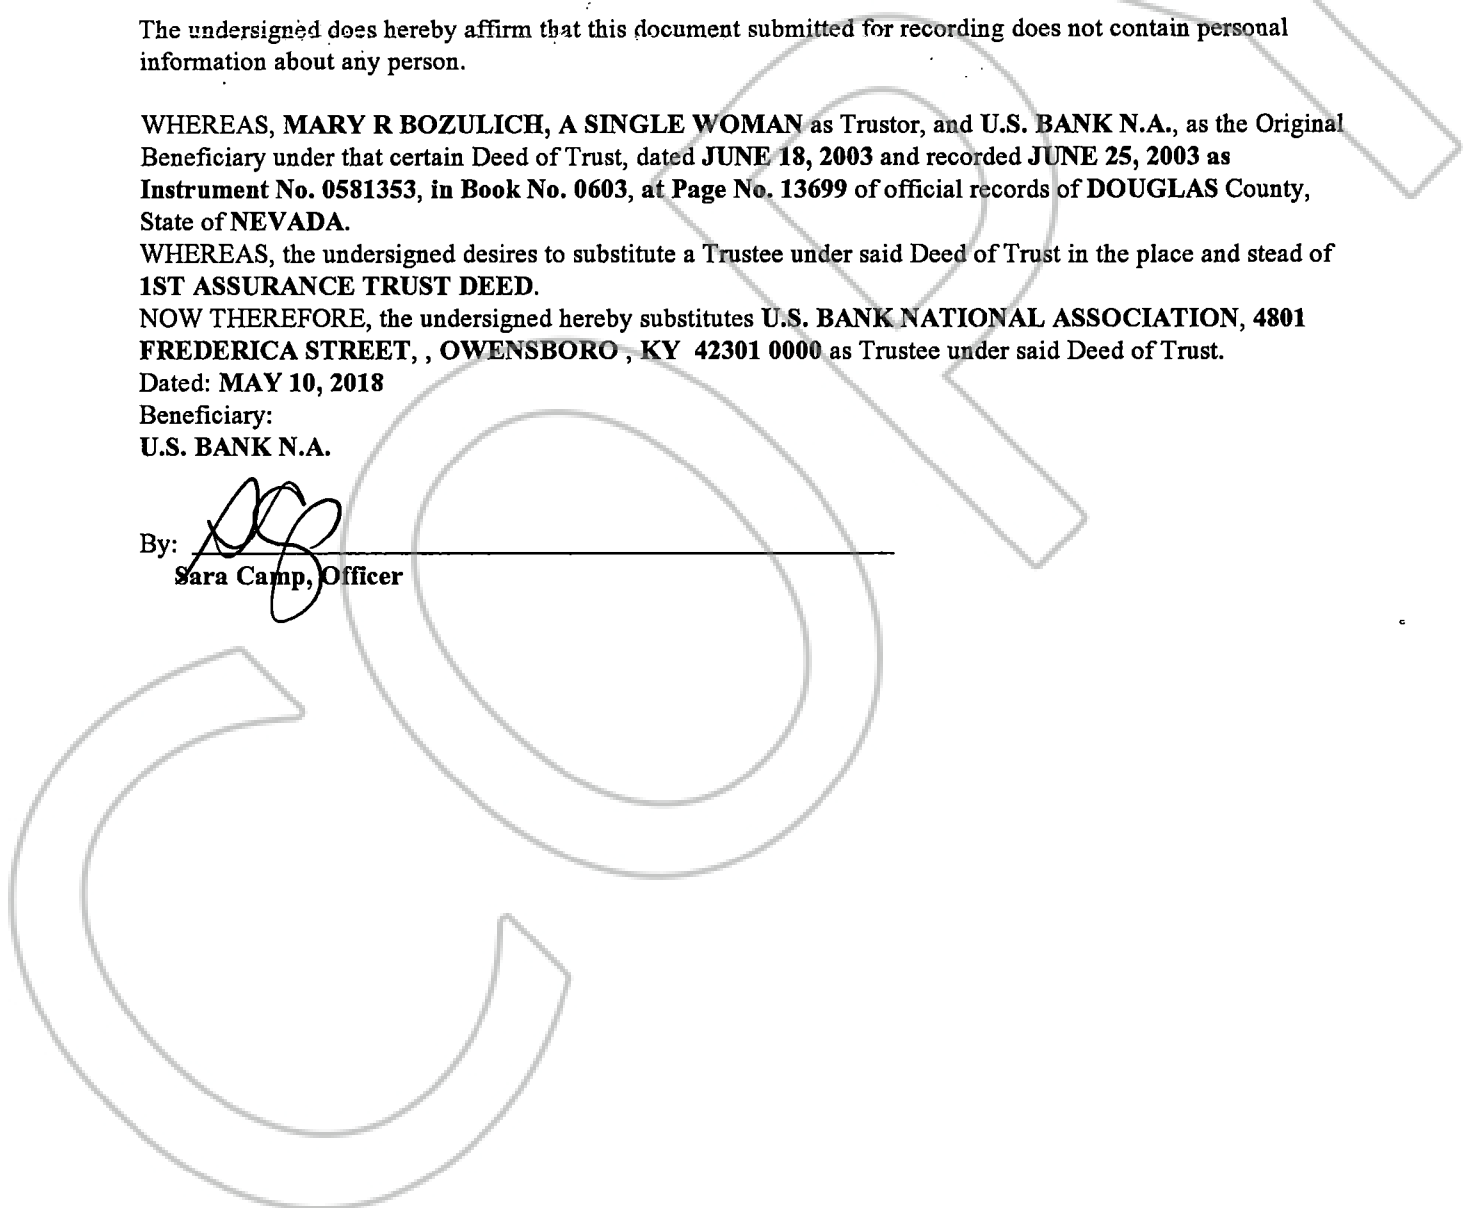 The undersigned does hereby affirm that this document submitted for recording does not contain personal
information about any person.
WHEREAS, MARY R BOZULICH, A SINGLE WOMAN as Trustor, and U.S. BANK N.A., as the Original
Beneficiary under that certain Deed of Trust, dated JUNE 18, 2003 and recorded JUNE 25, 2003 as
Instrument No. 0581353, in Book No. 0603, at Page No. 13699 of official records of DOUGLAS County,
State of NEVADA.
WHEREAS, the undersigned desires to substitute a Trustee under said Deed of Trust in the place and stead of
1ST ASSURANCE TRUST DEED.
NOW THEREFORE, the undersigned hereby substitutes U.S. BANK NATIONAL ASSOCIATION, 4801
FREDERICA STREET, , OWENSBORO , KY 42301 0000 as Trustee under said Deed of Trust.
Dated: MAY 10, 2018
Beneficiary:
U.S. BANK N.A.
By:
Sara Camp, Officer
COPY